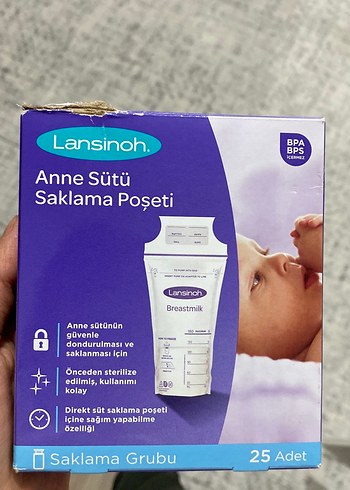 Lansinoh®
BPA
BPS
İÇERMEZ
Anne Sütü
Saklama Poşeti
Lansinoh
Breastmilk
Anne sütünün
güvenle
dondurulması ve
saklanması için
Önceden sterilize
edilmiş, kullanımı
kolay
Direkt süt saklama poşeti
içine sağım yapabilme
özelliği
Saklama Grubu
25 Adet